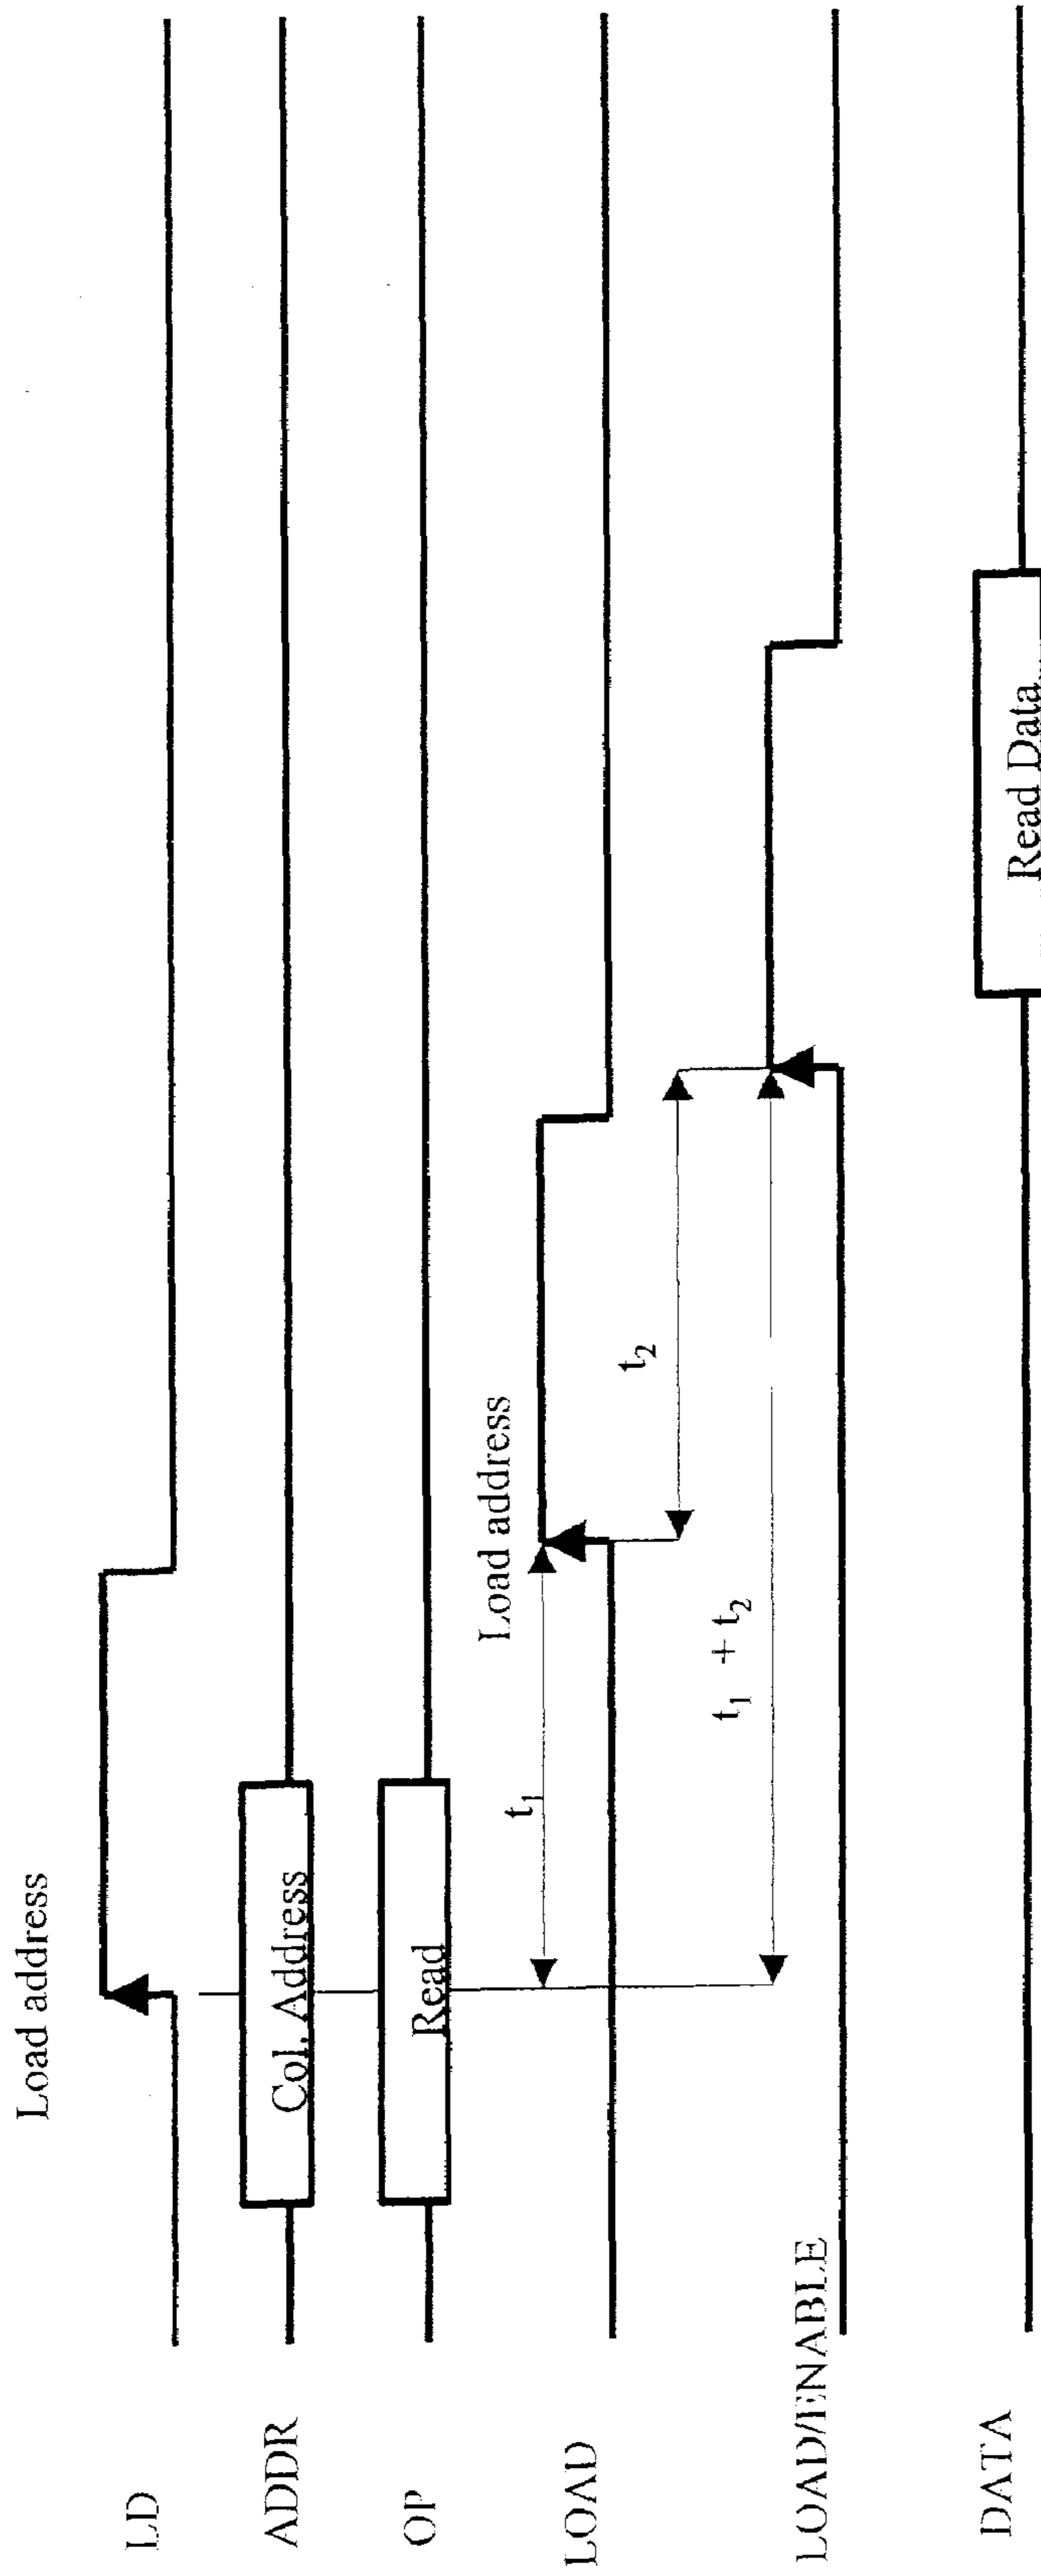 Load address
LD
ADDR
Col. Address
OP
Read
Load address
LOAD
t₁
t₂
t₁ + t₂
LOAD/ENABLE
DATA
Read Data